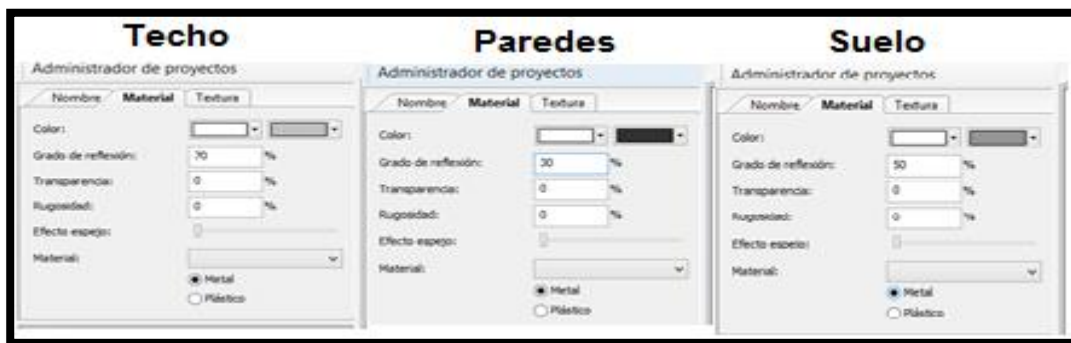 Techo
Administrador de proyectos
Nombre Material Textura
Color:
Grado de reflexión: 70 %
Transparencia: 0 %
Rugosidad: 0 %
Efecto espejo:
Material:
Metal
Plástico
Paredes
Administrador de proyectos
Nombre Material Textura
Color:
Grado de reflexión: 30 %
Transparencia: 0 %
Rugosidad: 0 %
Efecto espejo:
Material:
Metal
Plástico
Suelo
Administrador de proyectos
Nombre Material Textura
Color:
Grado de reflexión: 50 %
Transparencia: 0 %
Rugosidad: 0 %
Efecto espejo:
Material:
Metal
Plástico